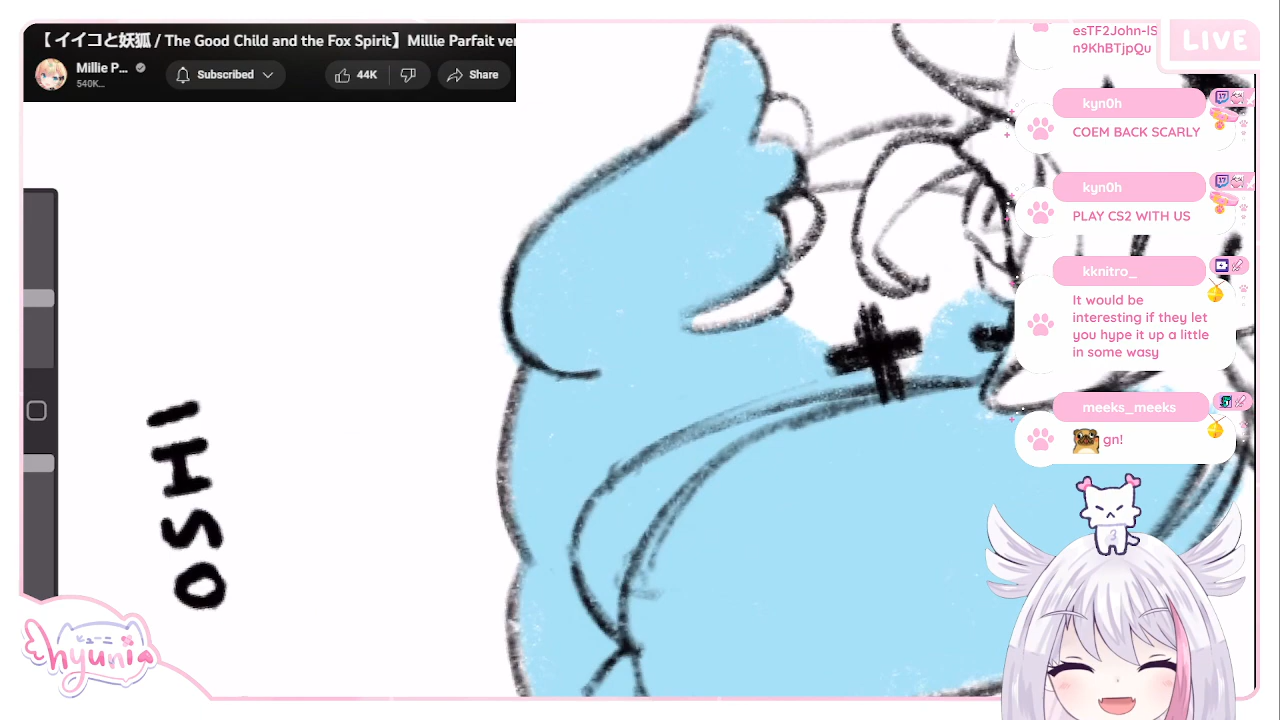 【イイコと妖狐 / The Good Child and the Fox Spirit】Millie Parfait ver
Millie P...
540K...
Subscribed
44K
Share
LIVE
esTF2John-IS
n9KhBTjpQu
kyn0h
COEM BACK SCARLY
kyn0h
PLAY CS2 WITH US
kknitro_
It would be
interesting if they let
you hype it up a little
in some wasy
meeks_meeks
gn!
OSHI
ヒューニ
hyuni